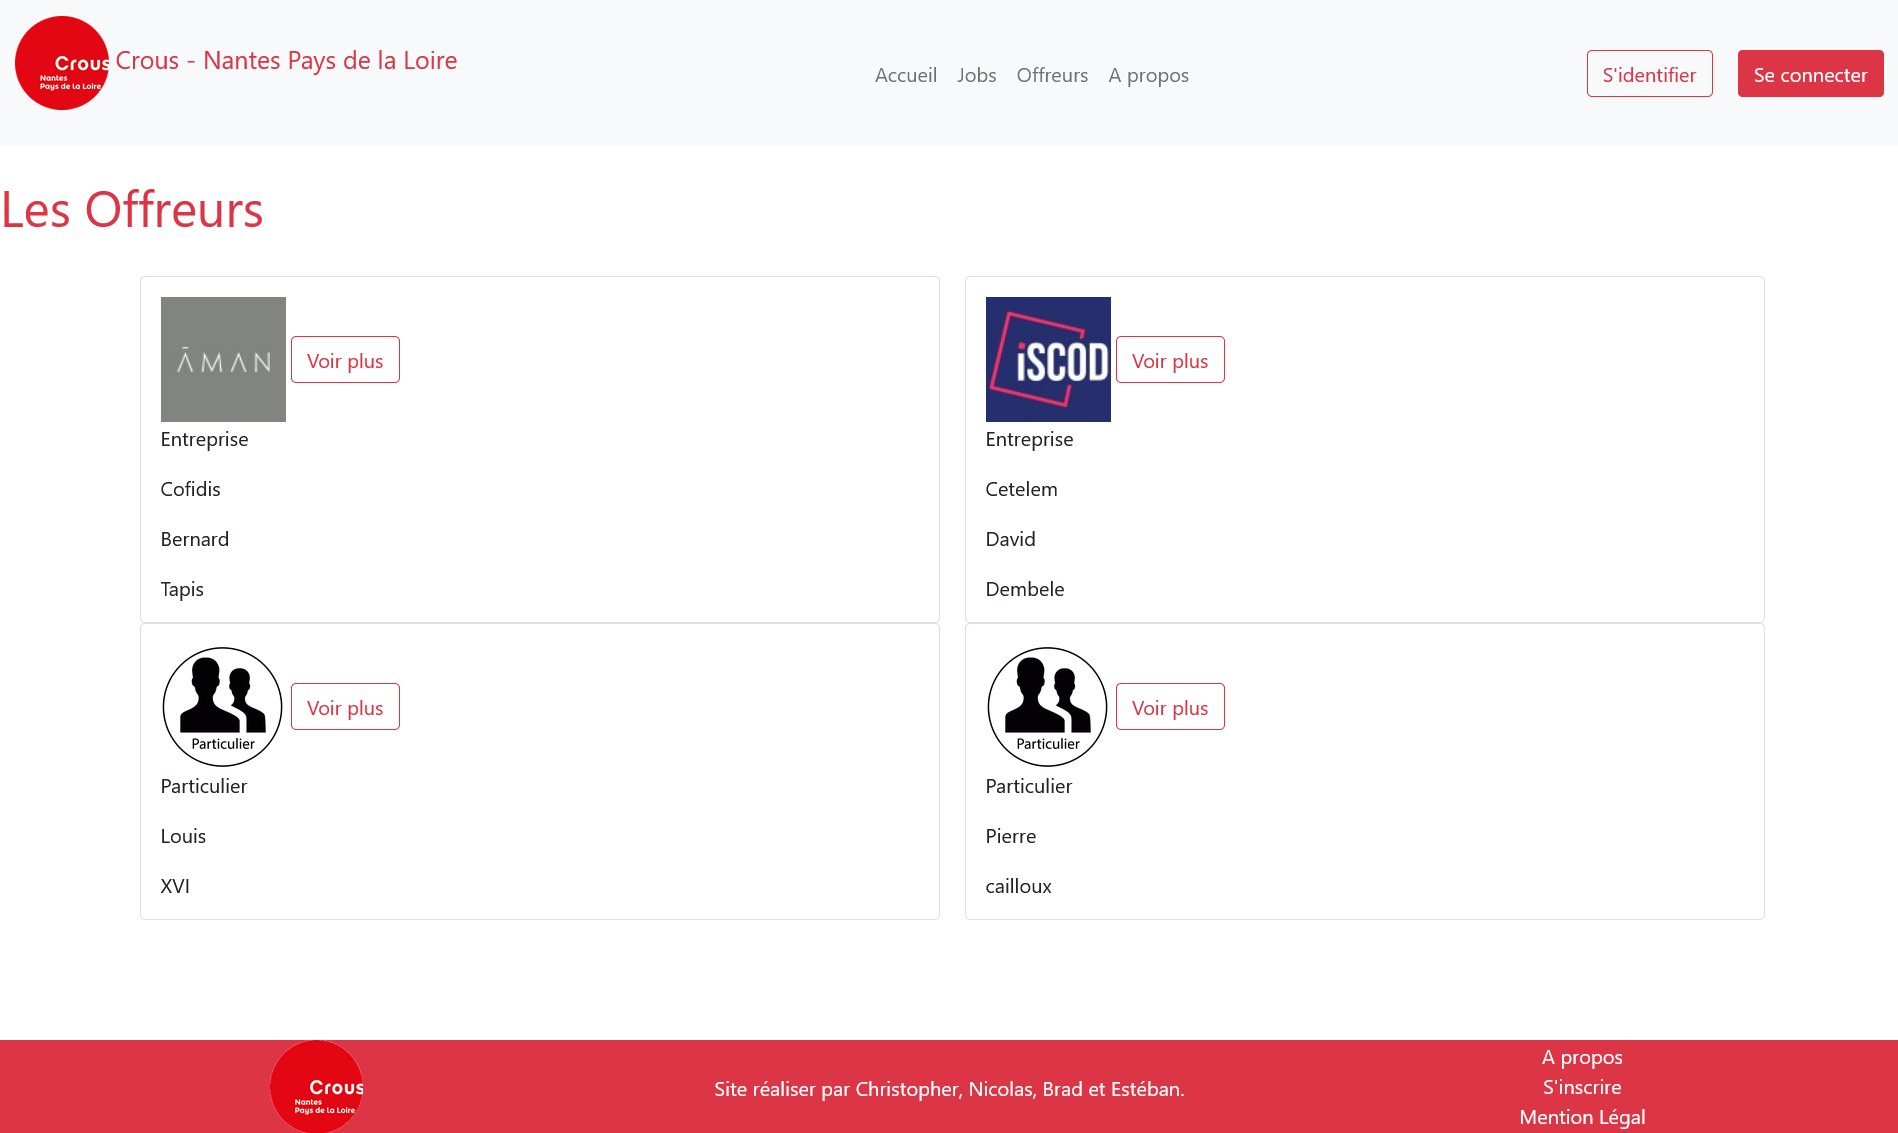 Crous
Nantes
Pays de la Loire
Crous - Nantes Pays de la Loire
Accueil Jobs Offreurs A propos
S'identifier
Se connecter
Les Offreurs
ĀMAN
Voir plus
Entreprise
Cofidis
Bernard
Tapis
iSCOD
Voir plus
Entreprise
Cetelem
David
Dembele
Particulier
Voir plus
Particulier
Louis
XVI
Particulier
Voir plus
Particulier
Pierre
cailloux
Crous
Nantes
Pays de la Loire
Site réaliser par Christopher, Nicolas, Brad et Estéban.
A propos
S'inscrire
Mention Légal